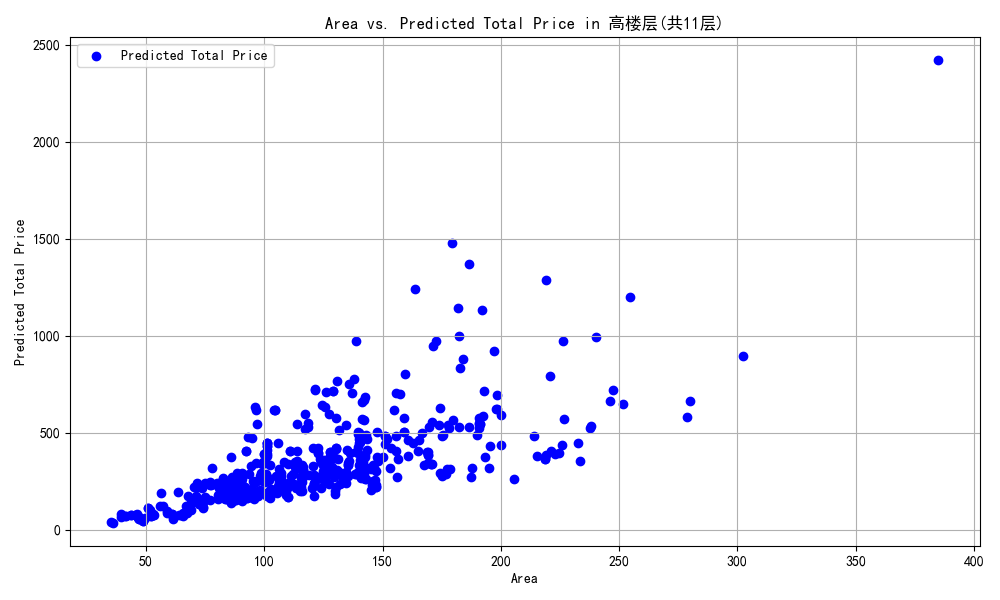 Area vs. Predicted Total Price in 高楼层(共11层)
Predicted Total Price
Predicted Total Price
2500
2000
1500
1000
500
0
50 100 150 200 250 300 350 400
Area